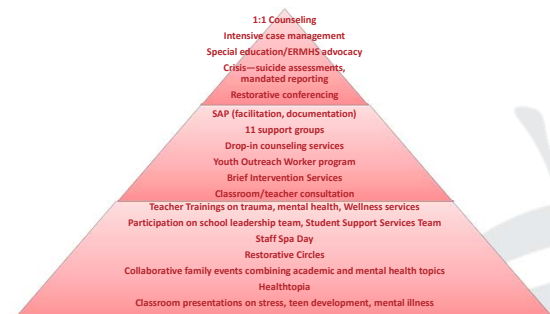 1:1 Counseling
Intensive case management
Special education/ERMHS advocacy
Crisis—suicide assessments,
mandated reporting
Restorative conferencing
SAP (facilitation, documentation)
11 support groups
Drop-in counseling services
Youth Outreach Worker program
Brief Intervention Services
Classroom/teacher consultation
Teacher Trainings on trauma, mental health, Wellness services
Participation on school leadership team, Student Support Services Team
Staff Spa Day
Restorative Circles
Collaborative family events combining academic and mental health topics
Healthtopia
Classroom presentations on stress, teen development, mental illness